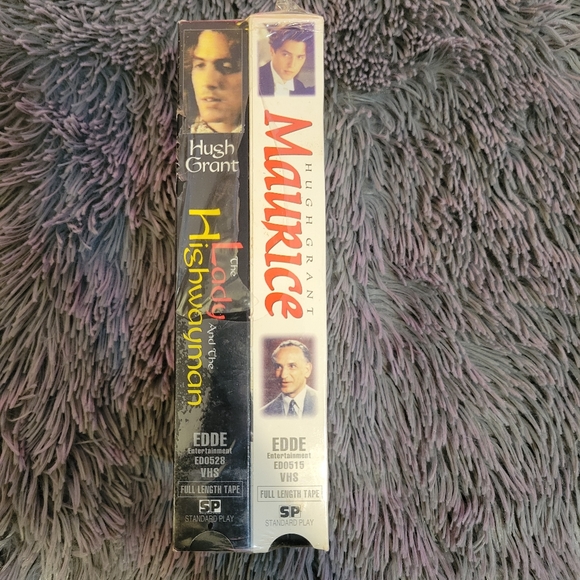 Hugh
Grant
The
Lady
And The
Highwayman
EDDE
Entertainment
ED0528
VHS
FULL LENGTH TAPE
SP
STANDARD PLAY
HUGH GRANT
MAURICE
EDDE
Entertainment
ED0515
VHS
FULL LENGTH TAPE
SP
STANDARD PLAY